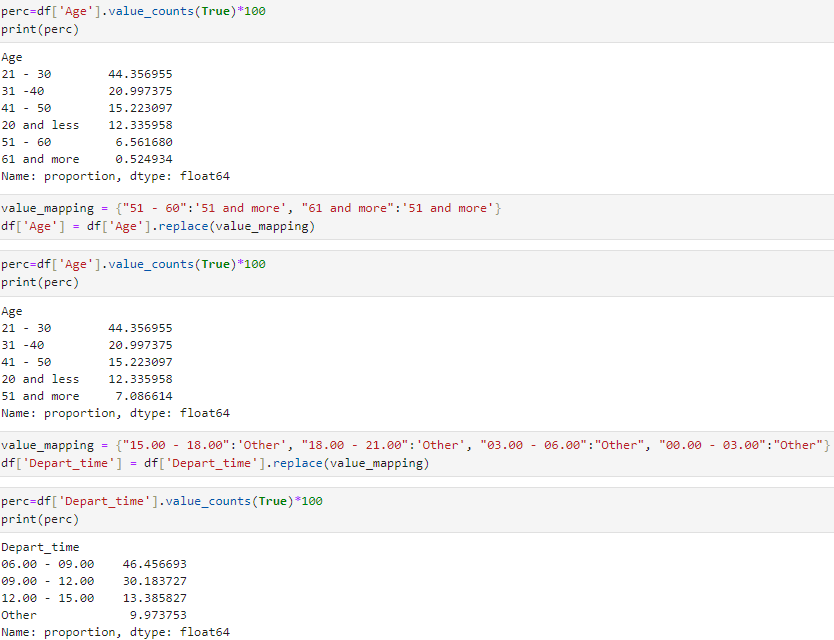 perc=df['Age'].value_counts(True)*100
print(perc)
Age
21 - 30        44.356955
31 -40         20.997375
41 - 50        15.223097
20 and less    12.335958
51 - 60         6.561680
61 and more     0.524934
Name: proportion, dtype: float64
value_mapping = {"51 - 60":'51 and more', "61 and more":'51 and more'}
df['Age'] = df['Age'].replace(value_mapping)
perc=df['Age'].value_counts(True)*100
print(perc)
Age
21 - 30        44.356955
31 -40         20.997375
41 - 50        15.223097
20 and less    12.335958
51 and more     7.086614
Name: proportion, dtype: float64
value_mapping = {"15.00 - 18.00":'Other', "18.00 - 21.00":'Other', "03.00 - 06.00":"Other", "00.00 - 03.00":"Other"}
df['Depart_time'] = df['Depart_time'].replace(value_mapping)
perc=df['Depart_time'].value_counts(True)*100
print(perc)
Depart_time
06.00 - 09.00    46.456693
09.00 - 12.00    30.183727
12.00 - 15.00    13.385827
Other             9.973753
Name: proportion, dtype: float64